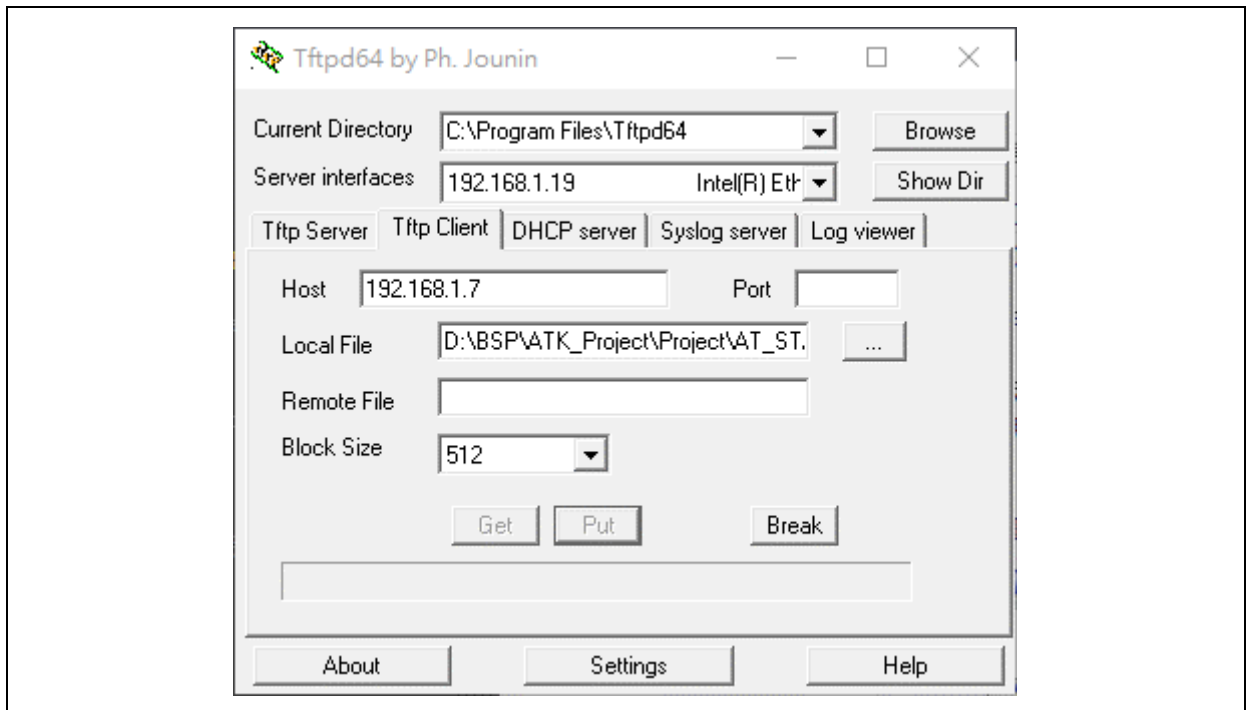 Tftpd64 by Ph. Jounin
Current Directory C:\Program Files\Tftpd64 Browse
Server interfaces 192.168.1.19 Intel(R) Eth Show Dir
Tftp Server Tftp Client DHCP server Syslog server Log viewer
Host 192.168.1.7 Port
Local File D:\BSP\ATK_Project\Project\AT_ST. ...
Remote File
Block Size 512
Get Put Break
About Settings Help